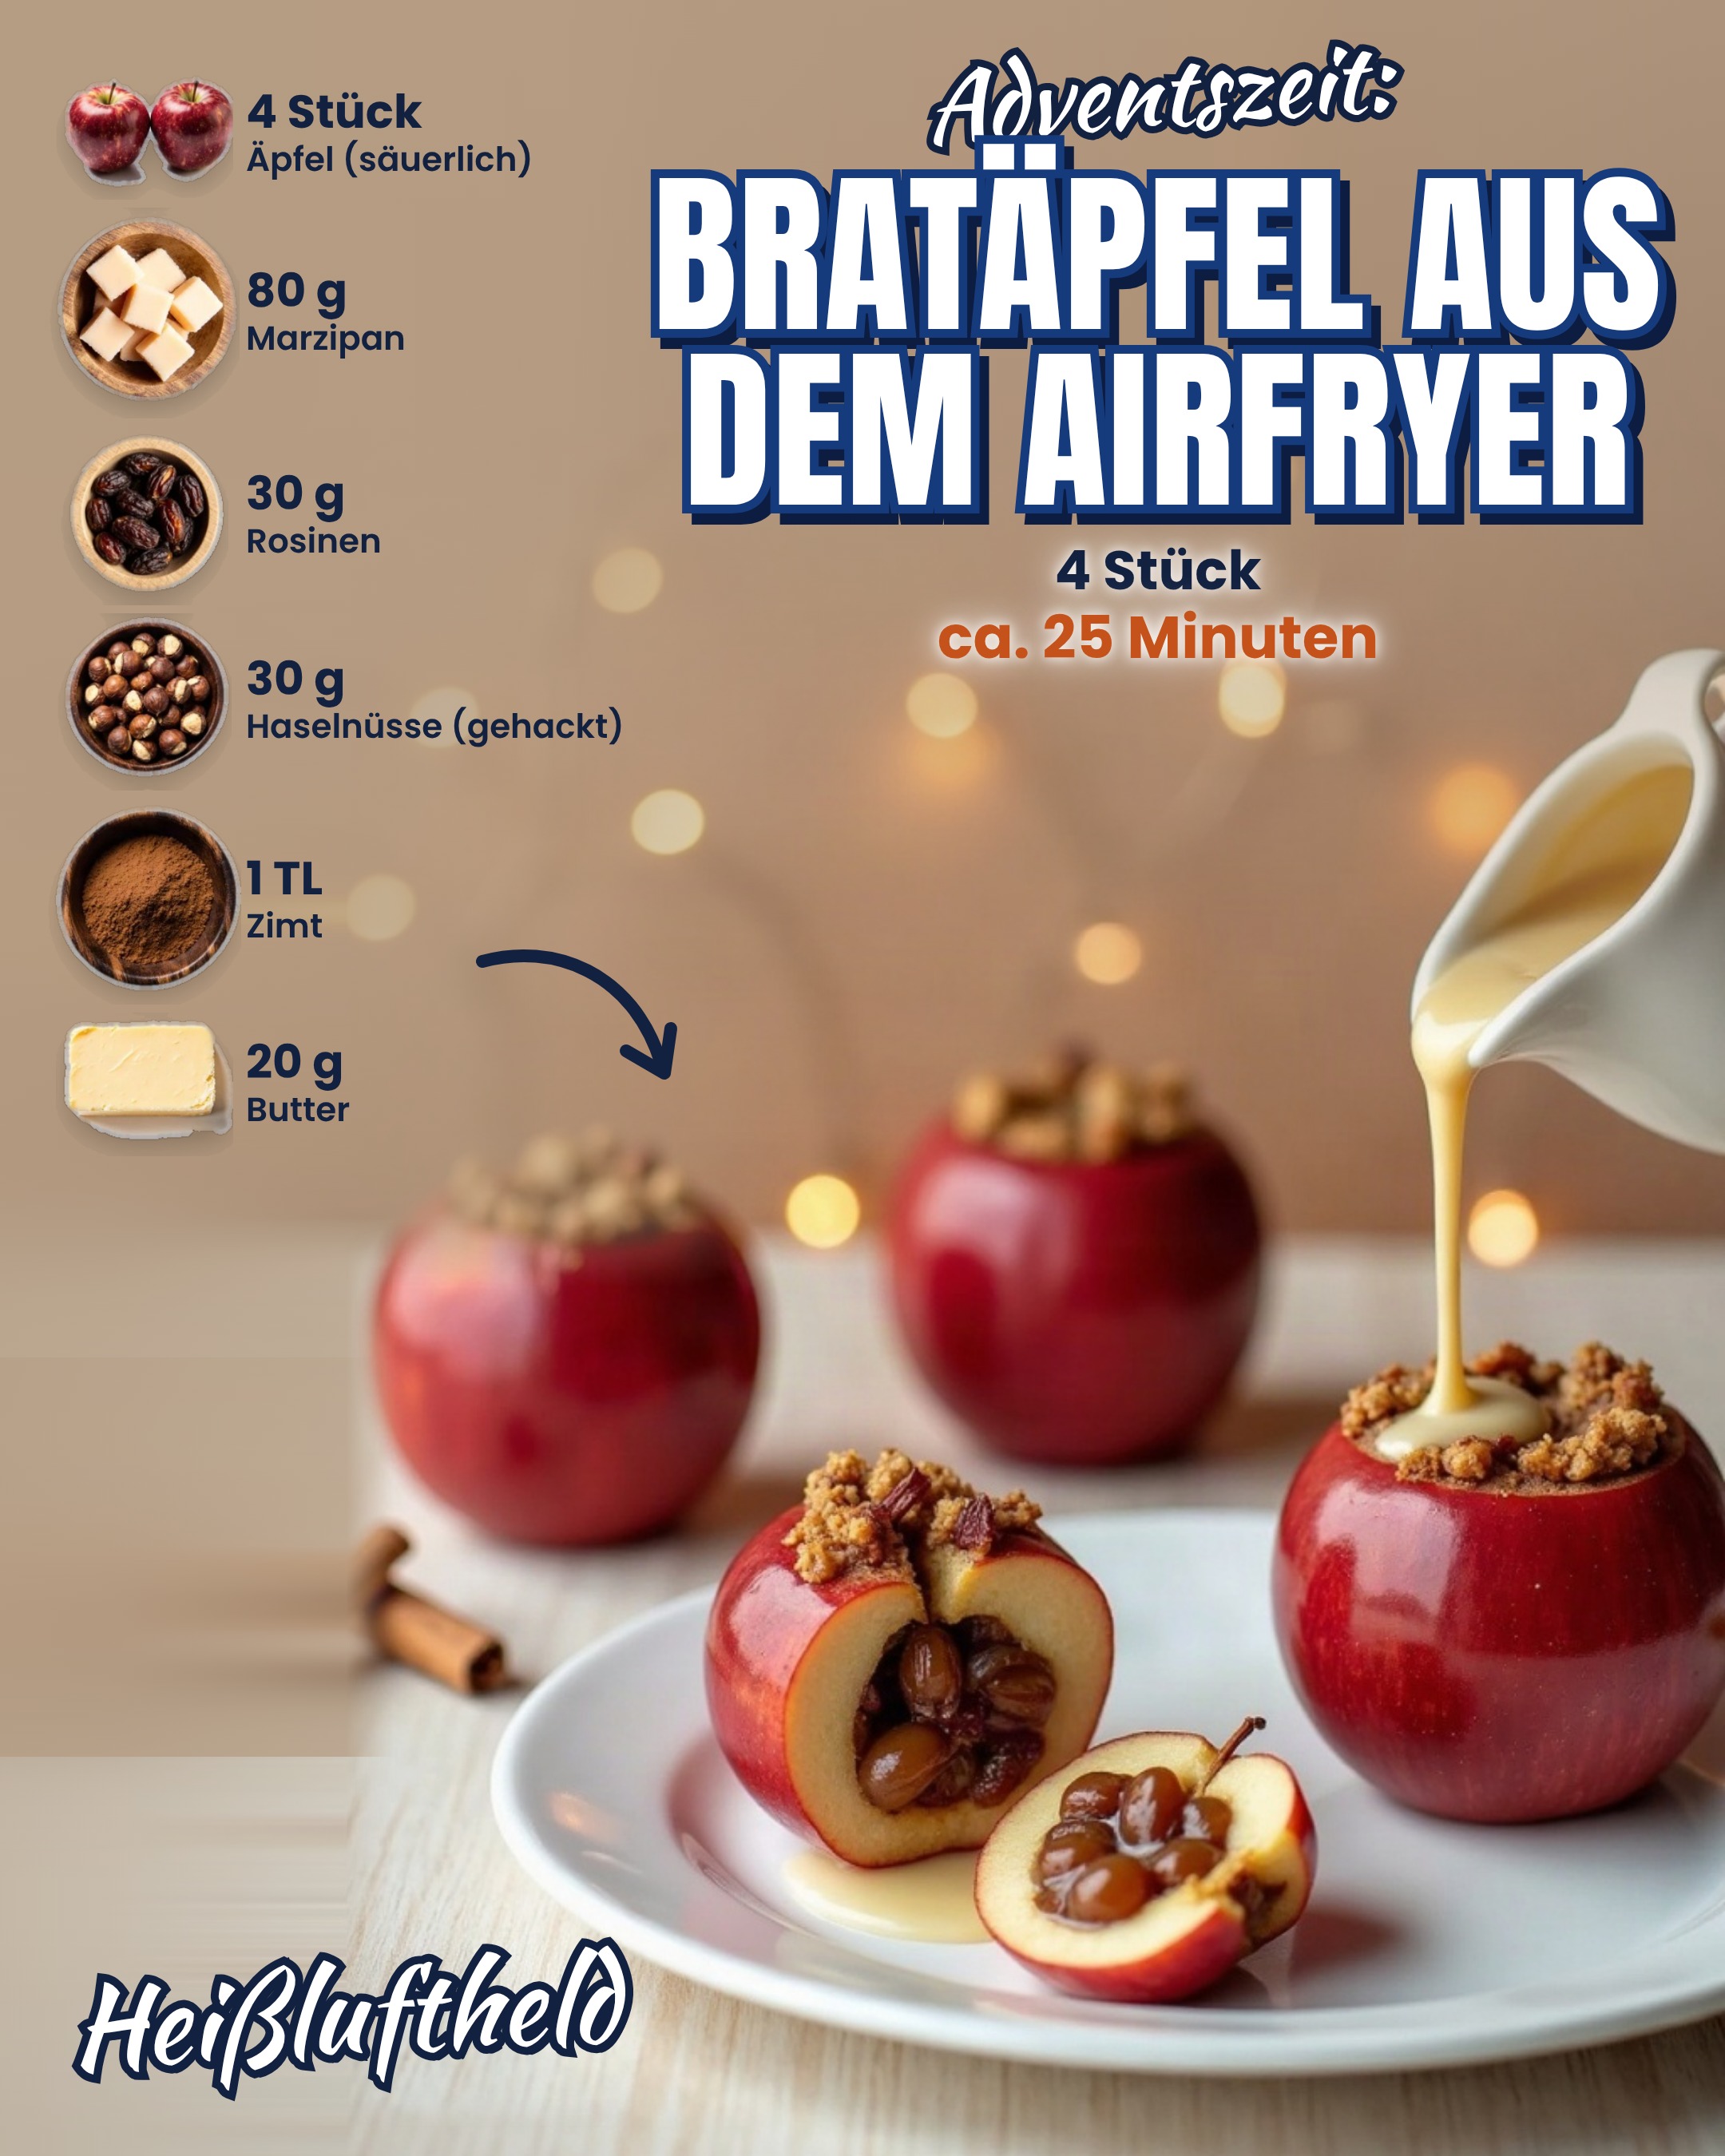 Adventszeit:
BRATÄPFEL AUS
DEM AIRFRYER
4 Stück
ca. 25 Minuten
4 Stück
Äpfel (säuerlich)
80 g
Marzipan
30 g
Rosinen
30 g
Haselnüsse (gehackt)
1 TL
Zimt
20 g
Butter
Heißluftheld